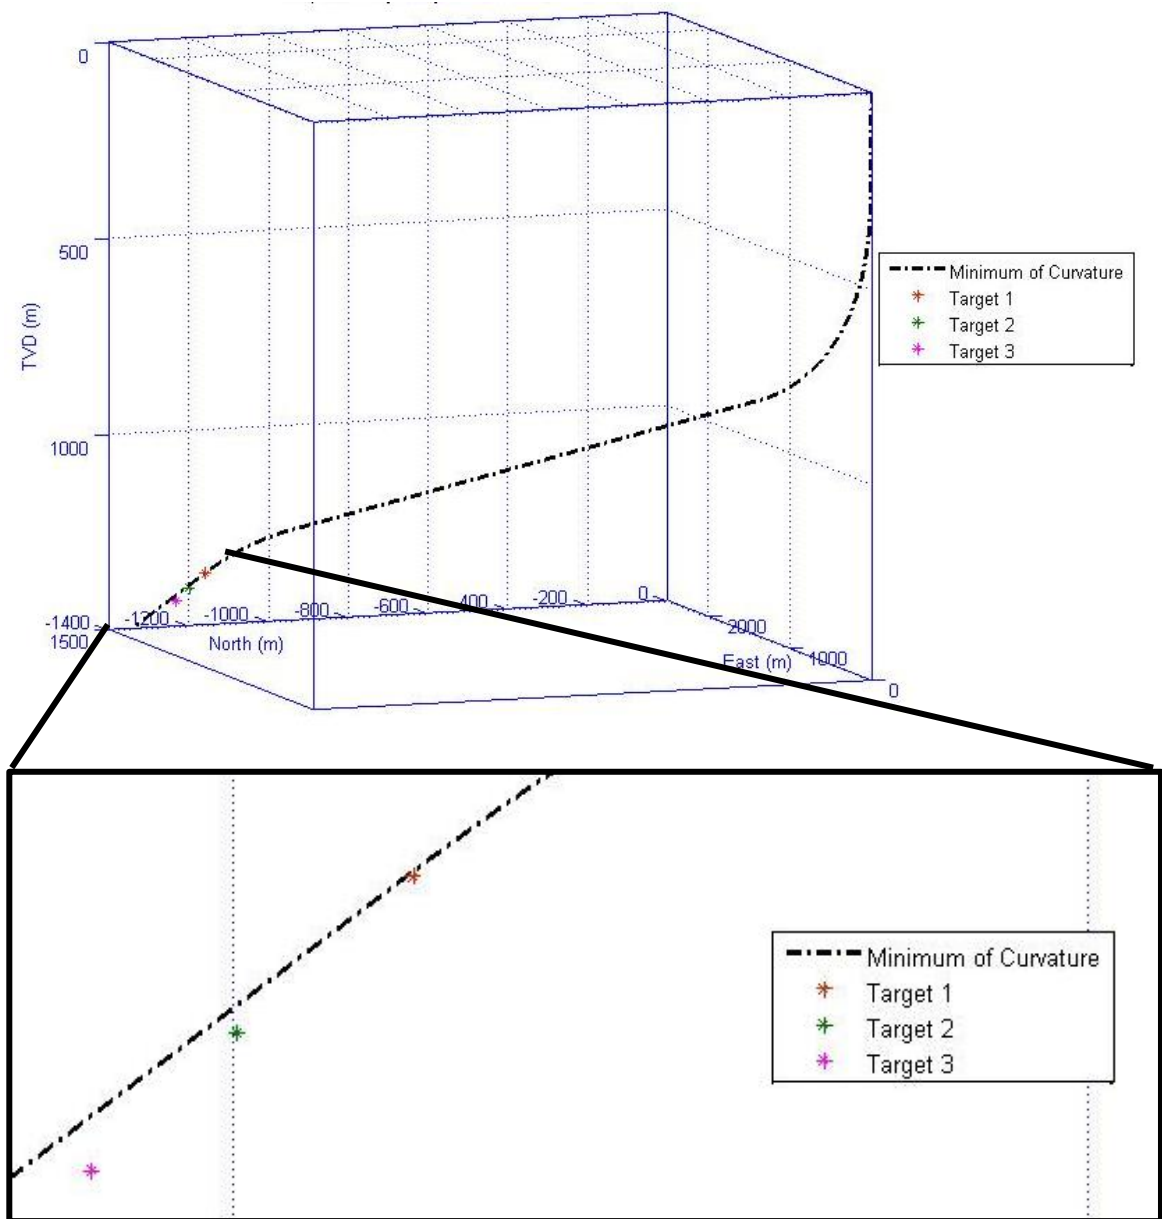 0
500
TVD (m)
1000
-1400
1500
-1200
-1000
-800
-600
400
-200
0
North (m)
2000
East (m)
1000
0
Minimum of Curvature
Target 1
Target 2
Target 3
Minimum of Curvature
Target 1
Target 2
Target 3